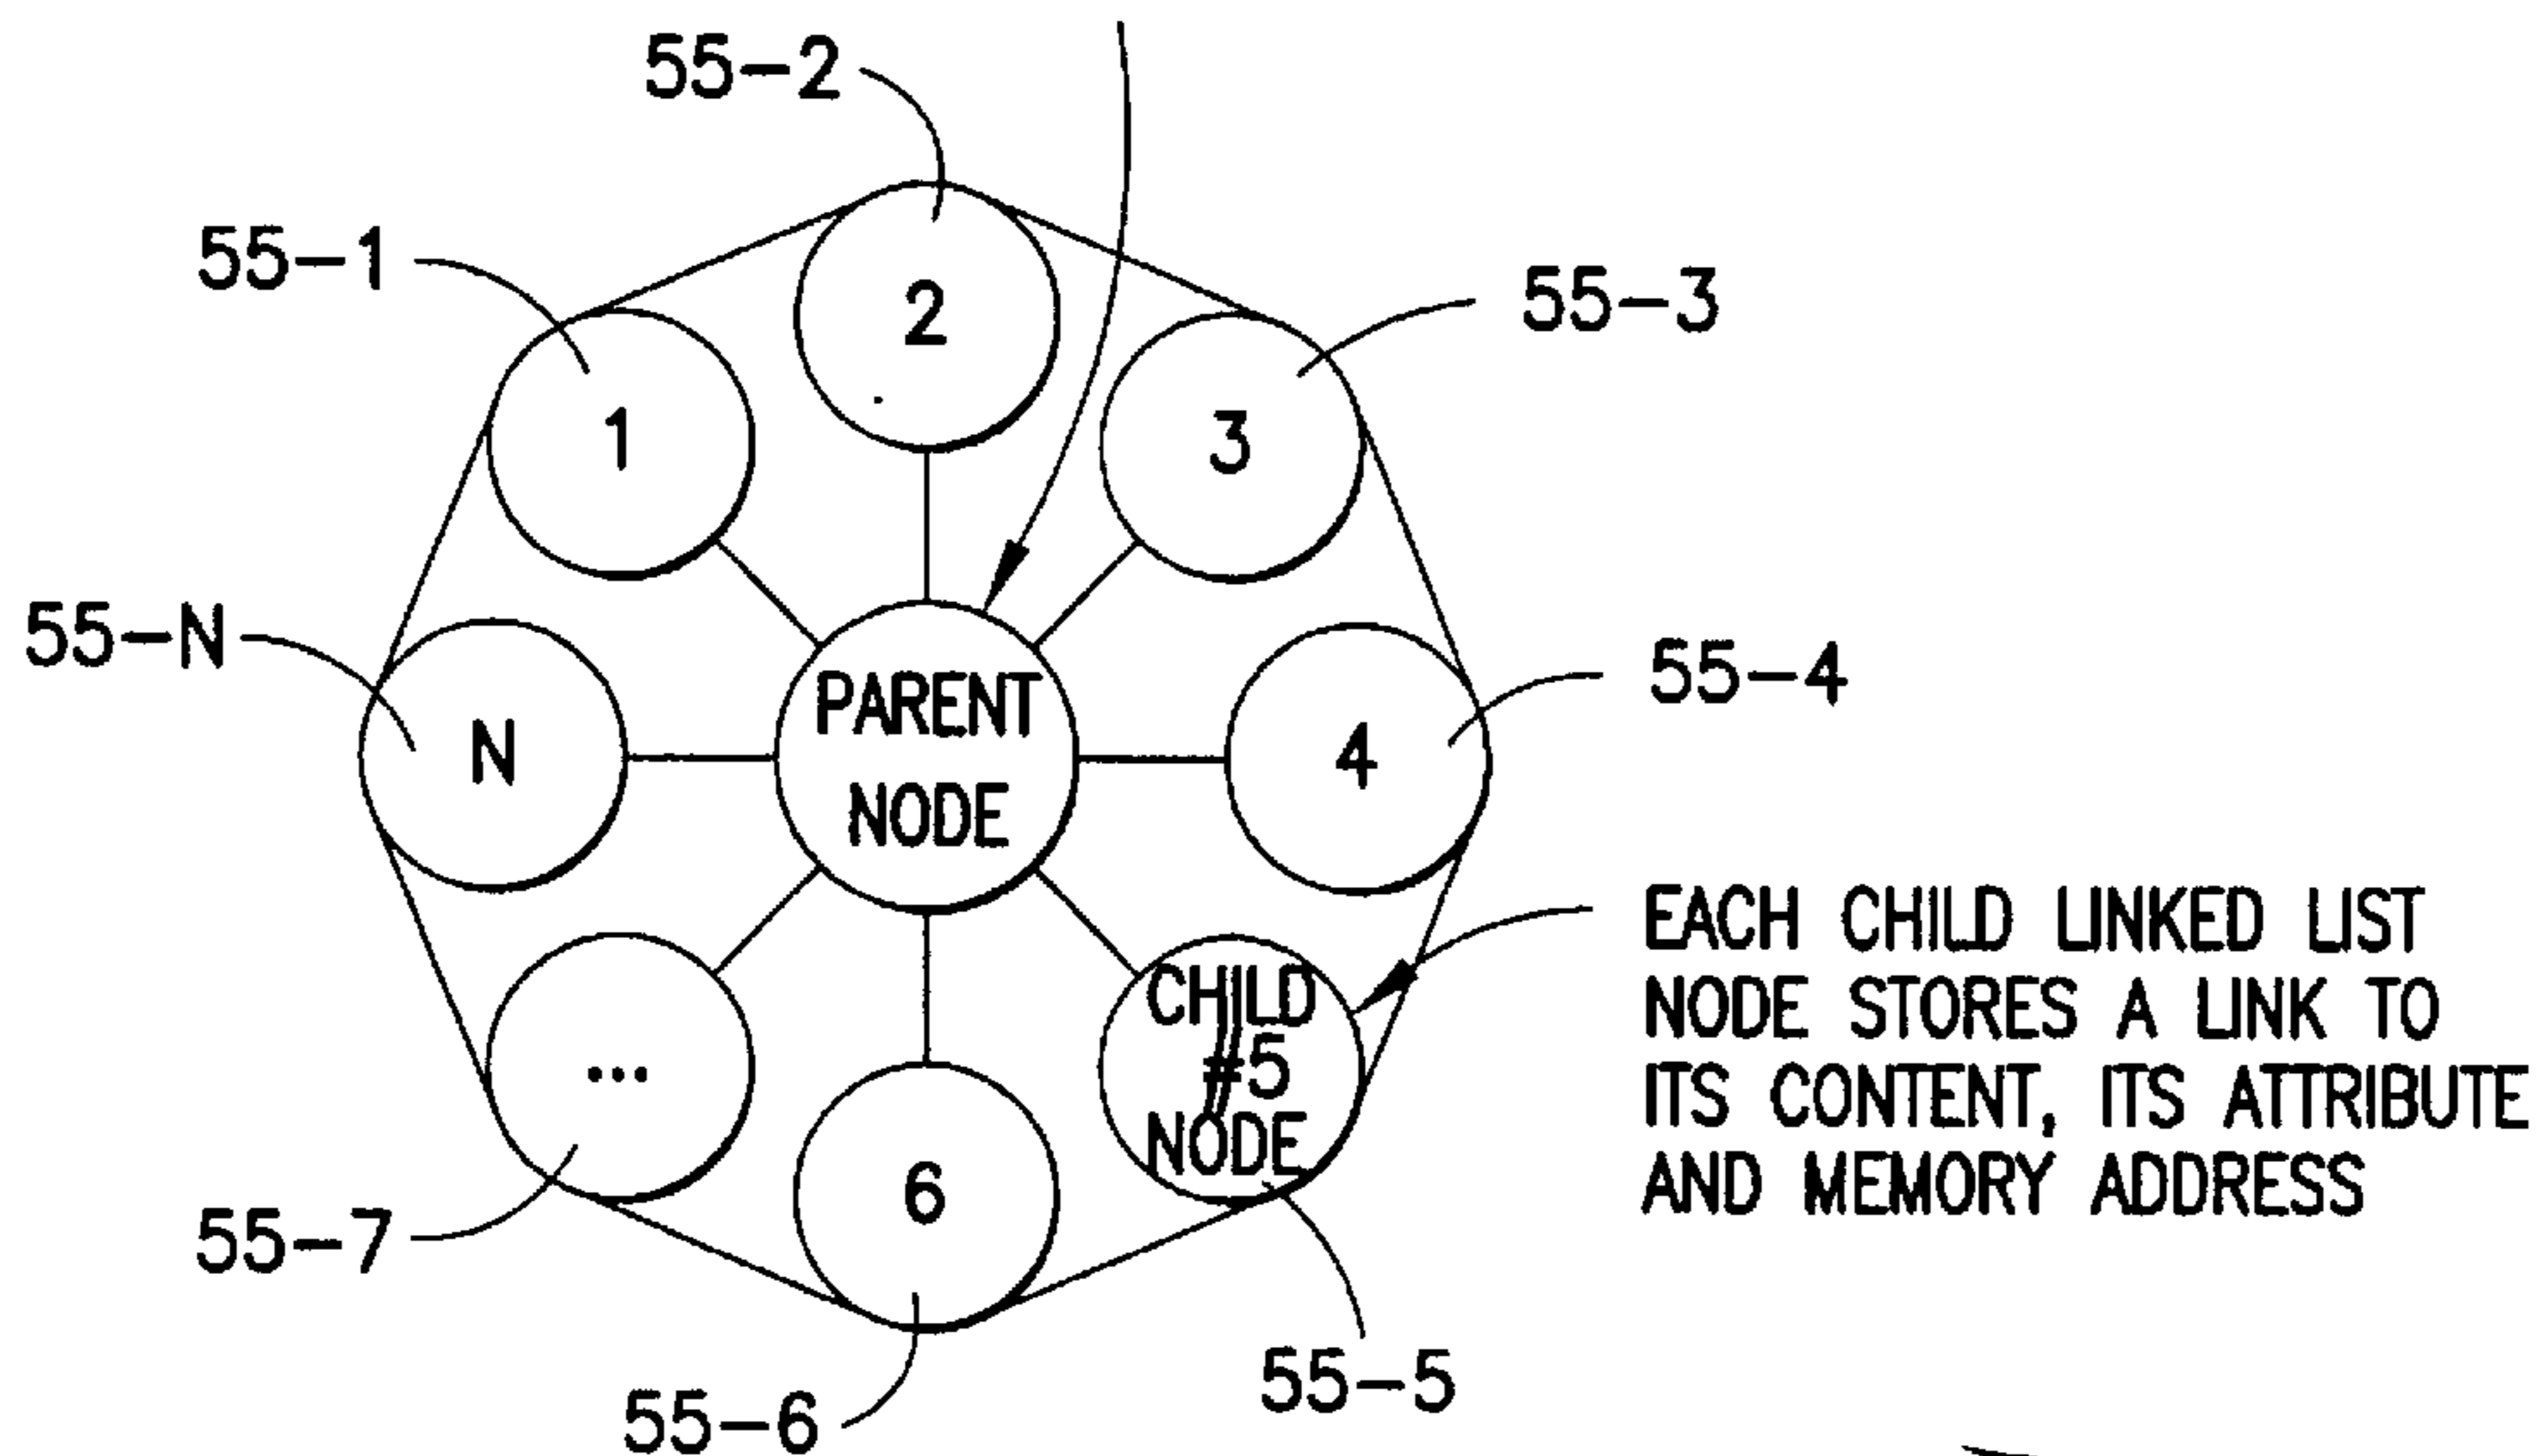 55-2
55-1
55-3
2
1
3
55-N
55-4
PARENT
NODE
N
4
EACH CHILD LINKED LIST
NODE STORES A LINK TO
ITS CONTENT, ITS ATTRIBUTE
AND MEMORY ADDRESS
CHILD
#5
NODE
...
6
55-7
55-5
55-6